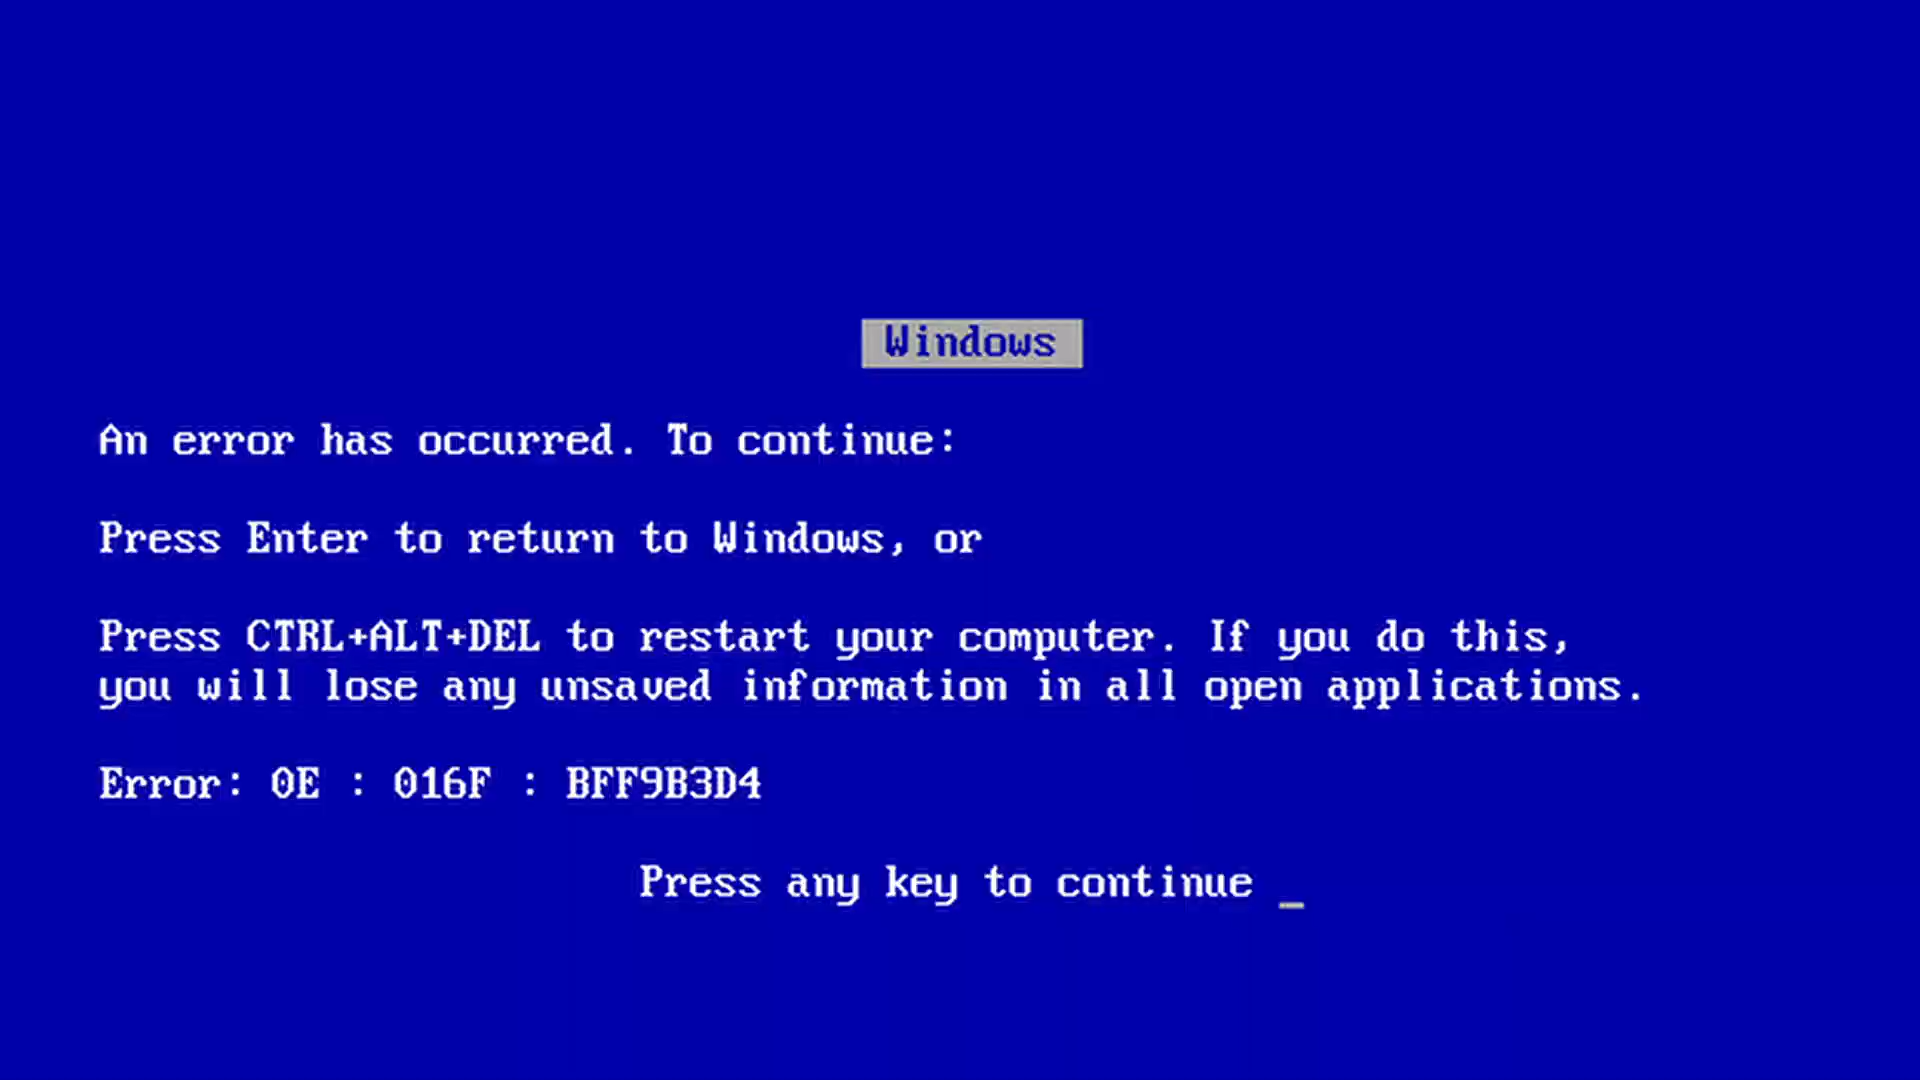 Windows
An error has occurred. To continue:
Press Enter to return to Windows, or
Press CTRL+ALT+DEL to restart your computer. If you do this,
you will lose any unsaved information in all open applications.
Error: 0E : 016F : BFF9B3D4
Press any key to continue _